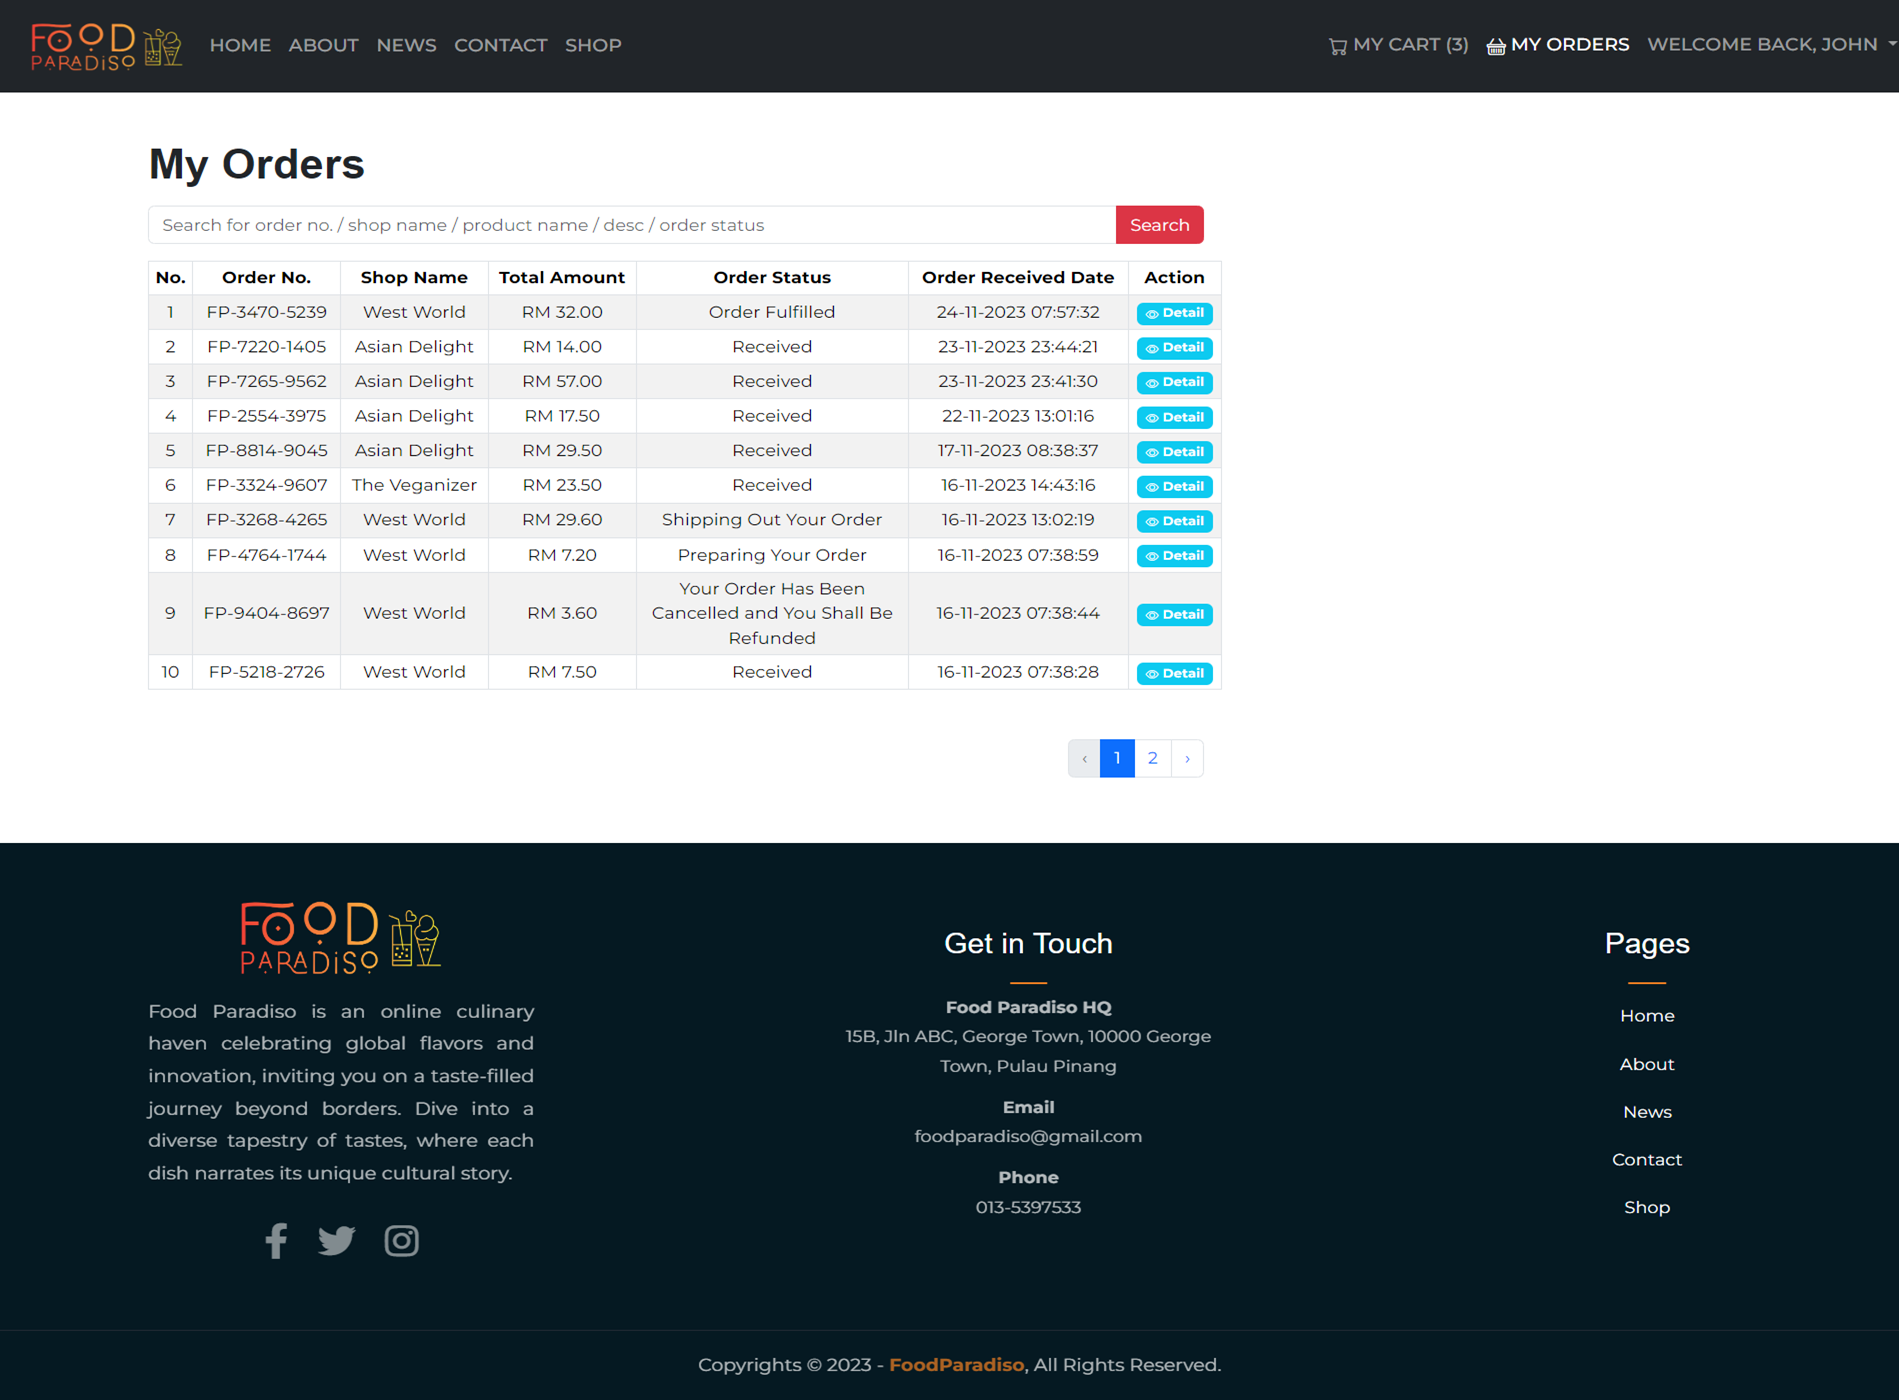 FOOD PARADISO HOME ABOUT NEWS CONTACT SHOP MY CART (3) MY ORDERS WELCOME BACK, JOHN
My Orders
Search for order no. / shop name / product name / desc / order status Search
No. Order No. Shop Name Total Amount Order Status Order Received Date Action
1 FP-3470-5239 West World RM 32.00 Order Fulfilled 24-11-2023 07:57:32 Detail
2 FP-7220-1405 Asian Delight RM 14.00 Received 23-11-2023 23:44:21 Detail
3 FP-7265-9562 Asian Delight RM 57.00 Received 23-11-2023 23:41:30 Detail
4 FP-2554-3975 Asian Delight RM 17.50 Received 22-11-2023 13:01:16 Detail
5 FP-8814-9045 Asian Delight RM 29.50 Received 17-11-2023 08:38:37 Detail
6 FP-3324-9607 The Veganizer RM 23.50 Received 16-11-2023 14:43:16 Detail
7 FP-3268-4265 West World RM 29.60 Shipping Out Your Order 16-11-2023 13:02:19 Detail
8 FP-4764-1744 West World RM 7.20 Preparing Your Order 16-11-2023 07:38:59 Detail
9 FP-9404-8697 West World RM 3.60 Your Order Has Been Cancelled and You Shall Be Refunded 16-11-2023 07:38:44 Detail
10 FP-5218-2726 West World RM 7.50 Received 16-11-2023 07:38:28 Detail
‹ 1 2 ›
FOOD
PARADISO
Food Paradiso is an online culinary
haven celebrating global flavors and
innovation, inviting you on a taste-filled
journey beyond borders. Dive into a
diverse tapestry of tastes, where each
dish narrates its unique cultural story.
Get in Touch
Food Paradiso HQ
15B, Jln ABC, George Town, 10000 George
Town, Pulau Pinang
Email
foodparadiso@gmail.com
Phone
013-5397533
Pages
Home
About
News
Contact
Shop
Copyrights © 2023 - FoodParadiso, All Rights Reserved.